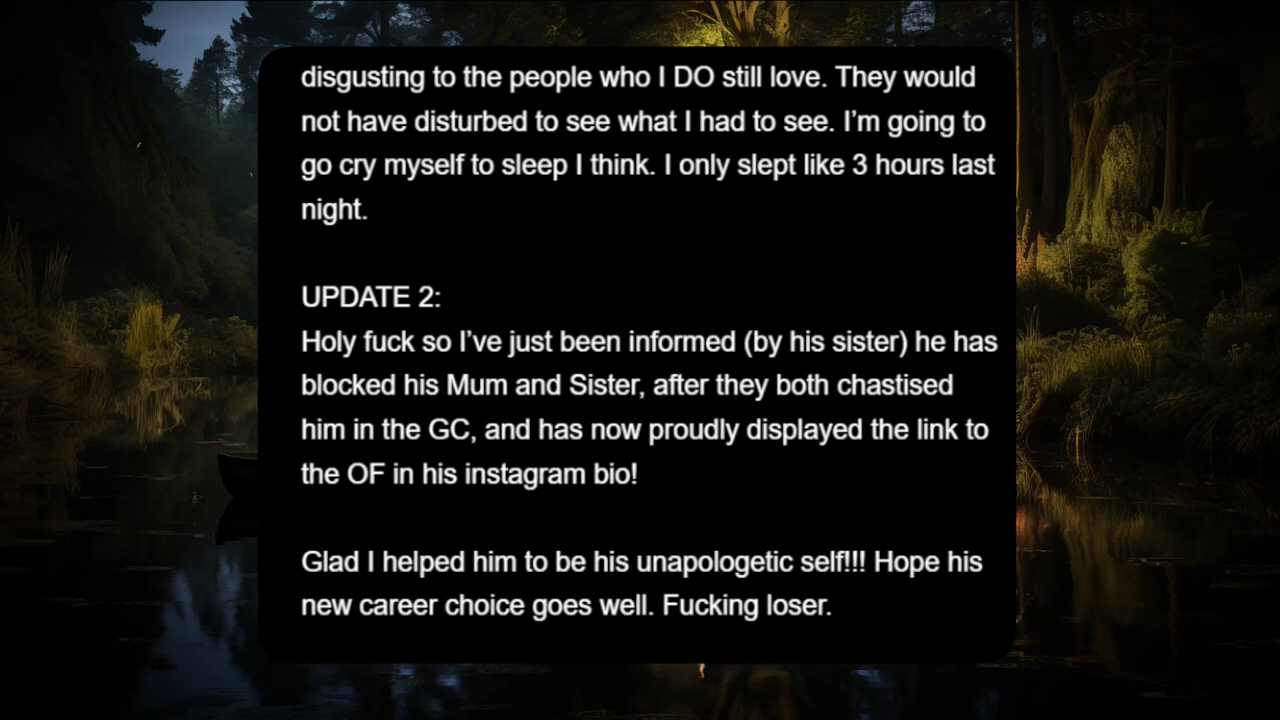 disgusting to the people who I DO still love. They would
not have disturbed to see what I had to see. I’m going to
go cry myself to sleep I think. I only slept like 3 hours last
night.
UPDATE 2:
Holy fuck so I’ve just been informed (by his sister) he has
blocked his Mum and Sister, after they both chastised
him in the GC, and has now proudly displayed the link to
the OF in his instagram bio!
Glad I helped him to be his unapologetic self!!! Hope his
new career choice goes well. Fucking loser.